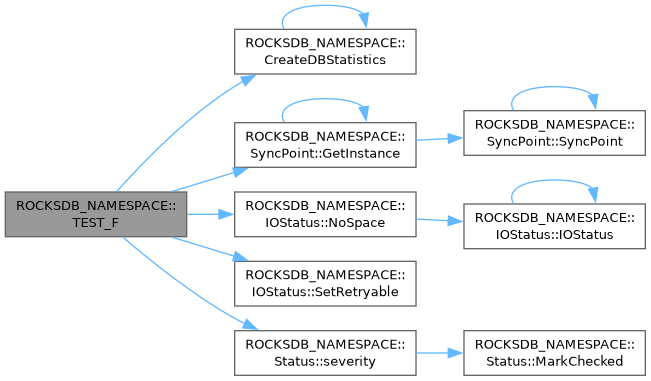 ROCKSDB_NAMESPACE::
TEST_F
ROCKSDB_NAMESPACE::
CreateDBStatistics
ROCKSDB_NAMESPACE::
SyncPoint::GetInstance
ROCKSDB_NAMESPACE::
SyncPoint::SyncPoint
ROCKSDB_NAMESPACE::
IOStatus::NoSpace
ROCKSDB_NAMESPACE::
IOStatus::IOStatus
ROCKSDB_NAMESPACE::
IOStatus::SetRetryable
ROCKSDB_NAMESPACE::
Status::severity
ROCKSDB_NAMESPACE::
Status::MarkChecked